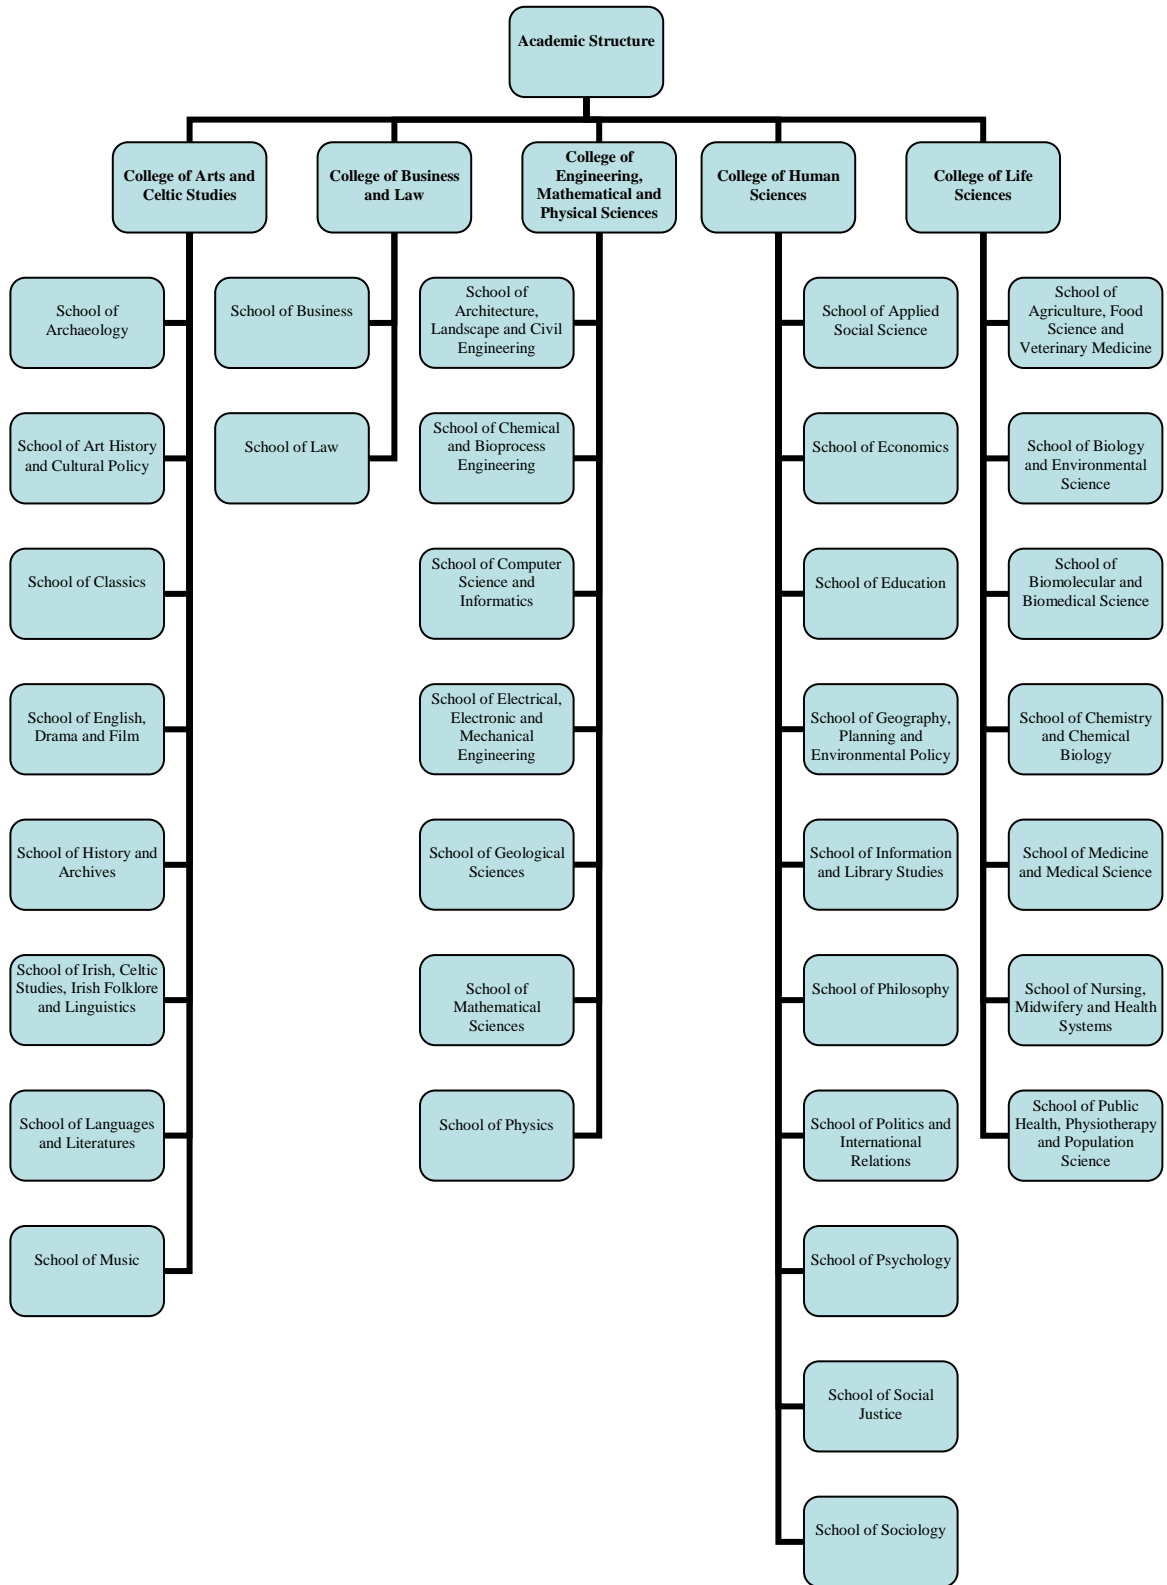 Academic Structure
College of Arts and
Celtic Studies
College of Business
and Law
College of
Engineering,
Mathematical and
Physical Sciences
College of Human
Sciences
College of Life
Sciences
School of
Archaeology
School of Art History
and Cultural Policy
School of Classics
School of English,
Drama and Film
School of History and
Archives
School of Irish, Celtic
Studies, Irish Folklore
and Linguistics
School of Languages
and Literatures
School of Music
School of Business
School of Law
School of
Architecture,
Landscape and Civil
Engineering
School of Chemical
and Bioprocess
Engineering
School of Computer
Science and
Informatics
School of Electrical,
Electronic and
Mechanical
Engineering
School of Geological
Sciences
School of
Mathematical
Sciences
School of Physics
School of Applied
Social Science
School of Economics
School of Education
School of Geography,
Planning and
Environmental Policy
School of Information
and Library Studies
School of Philosophy
School of Politics and
International
Relations
School of Psychology
School of Social
Justice
School of Sociology
School of
Agriculture, Food
Science and
Veterinary Medicine
School of Biology
and Environmental
Science
School of
Biomolecular and
Biomedical Science
School of Chemistry
and Chemical
Biology
School of Medicine
and Medical Science
School of Nursing,
Midwifery and Health
Systems
School of Public
Health, Physiotherapy
and Population
Science